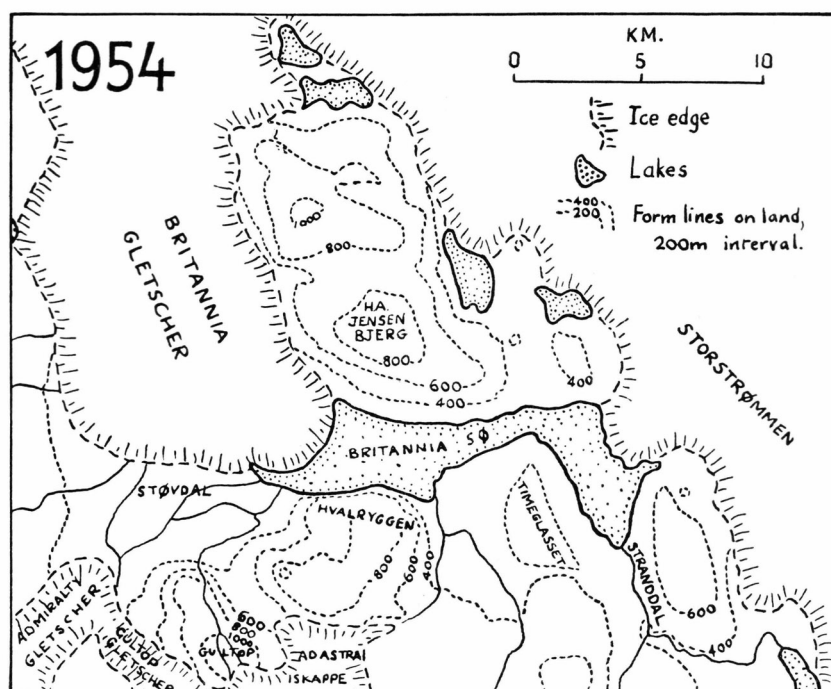 1954
KM.
0 5 10
Ice edge
Lakes
400
200
Form lines on land,
200m interval.
BRITANNIA
GLETSCHER
1000
800
HA.
JENSEN
BJERG
800
600
400
400
STORSTRØMMEN
BRITANNIA SØ
STØVDAL
HVALRYGGEN
TIMEGLASSET
STRANDDAL
800
600
400
600
400
ADMIRALTY
GLETSCHER
GULTOP
GLETSCHER
600
800
1000
GULTOP
ADASTRA
ISKAPPE